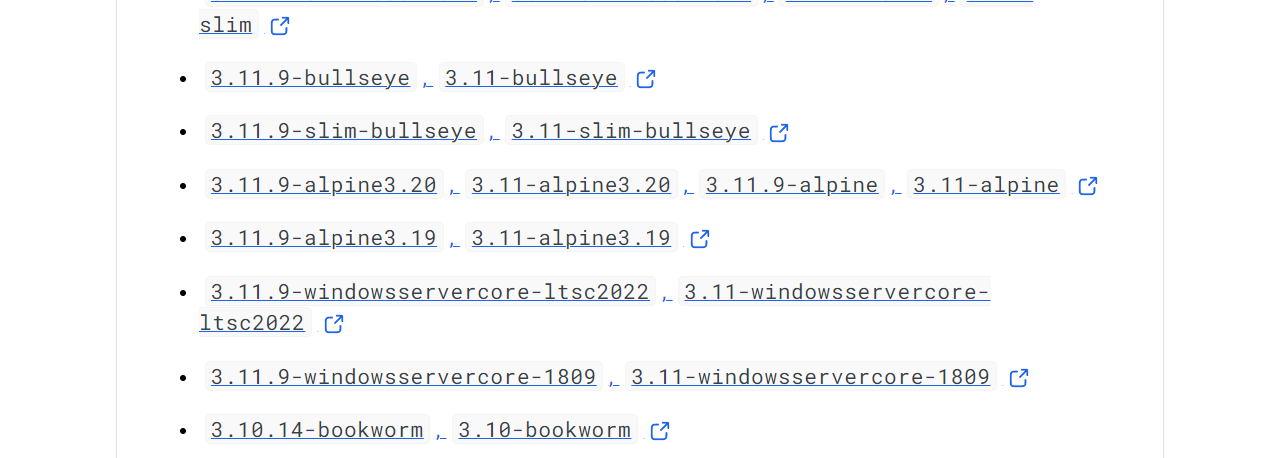 slim
3.11.9-bullseye , 3.11-bullseye
3.11.9-slim-bullseye , 3.11-slim-bullseye
3.11.9-alpine3.20 , 3.11-alpine3.20 , 3.11.9-alpine , 3.11-alpine
3.11.9-alpine3.19 , 3.11-alpine3.19
3.11.9-windowsservercore-ltsc2022 , 3.11-windowsservercore-
ltsc2022
3.11.9-windowsservercore-1809 , 3.11-windowsservercore-1809
3.10.14-bookworm , 3.10-bookworm